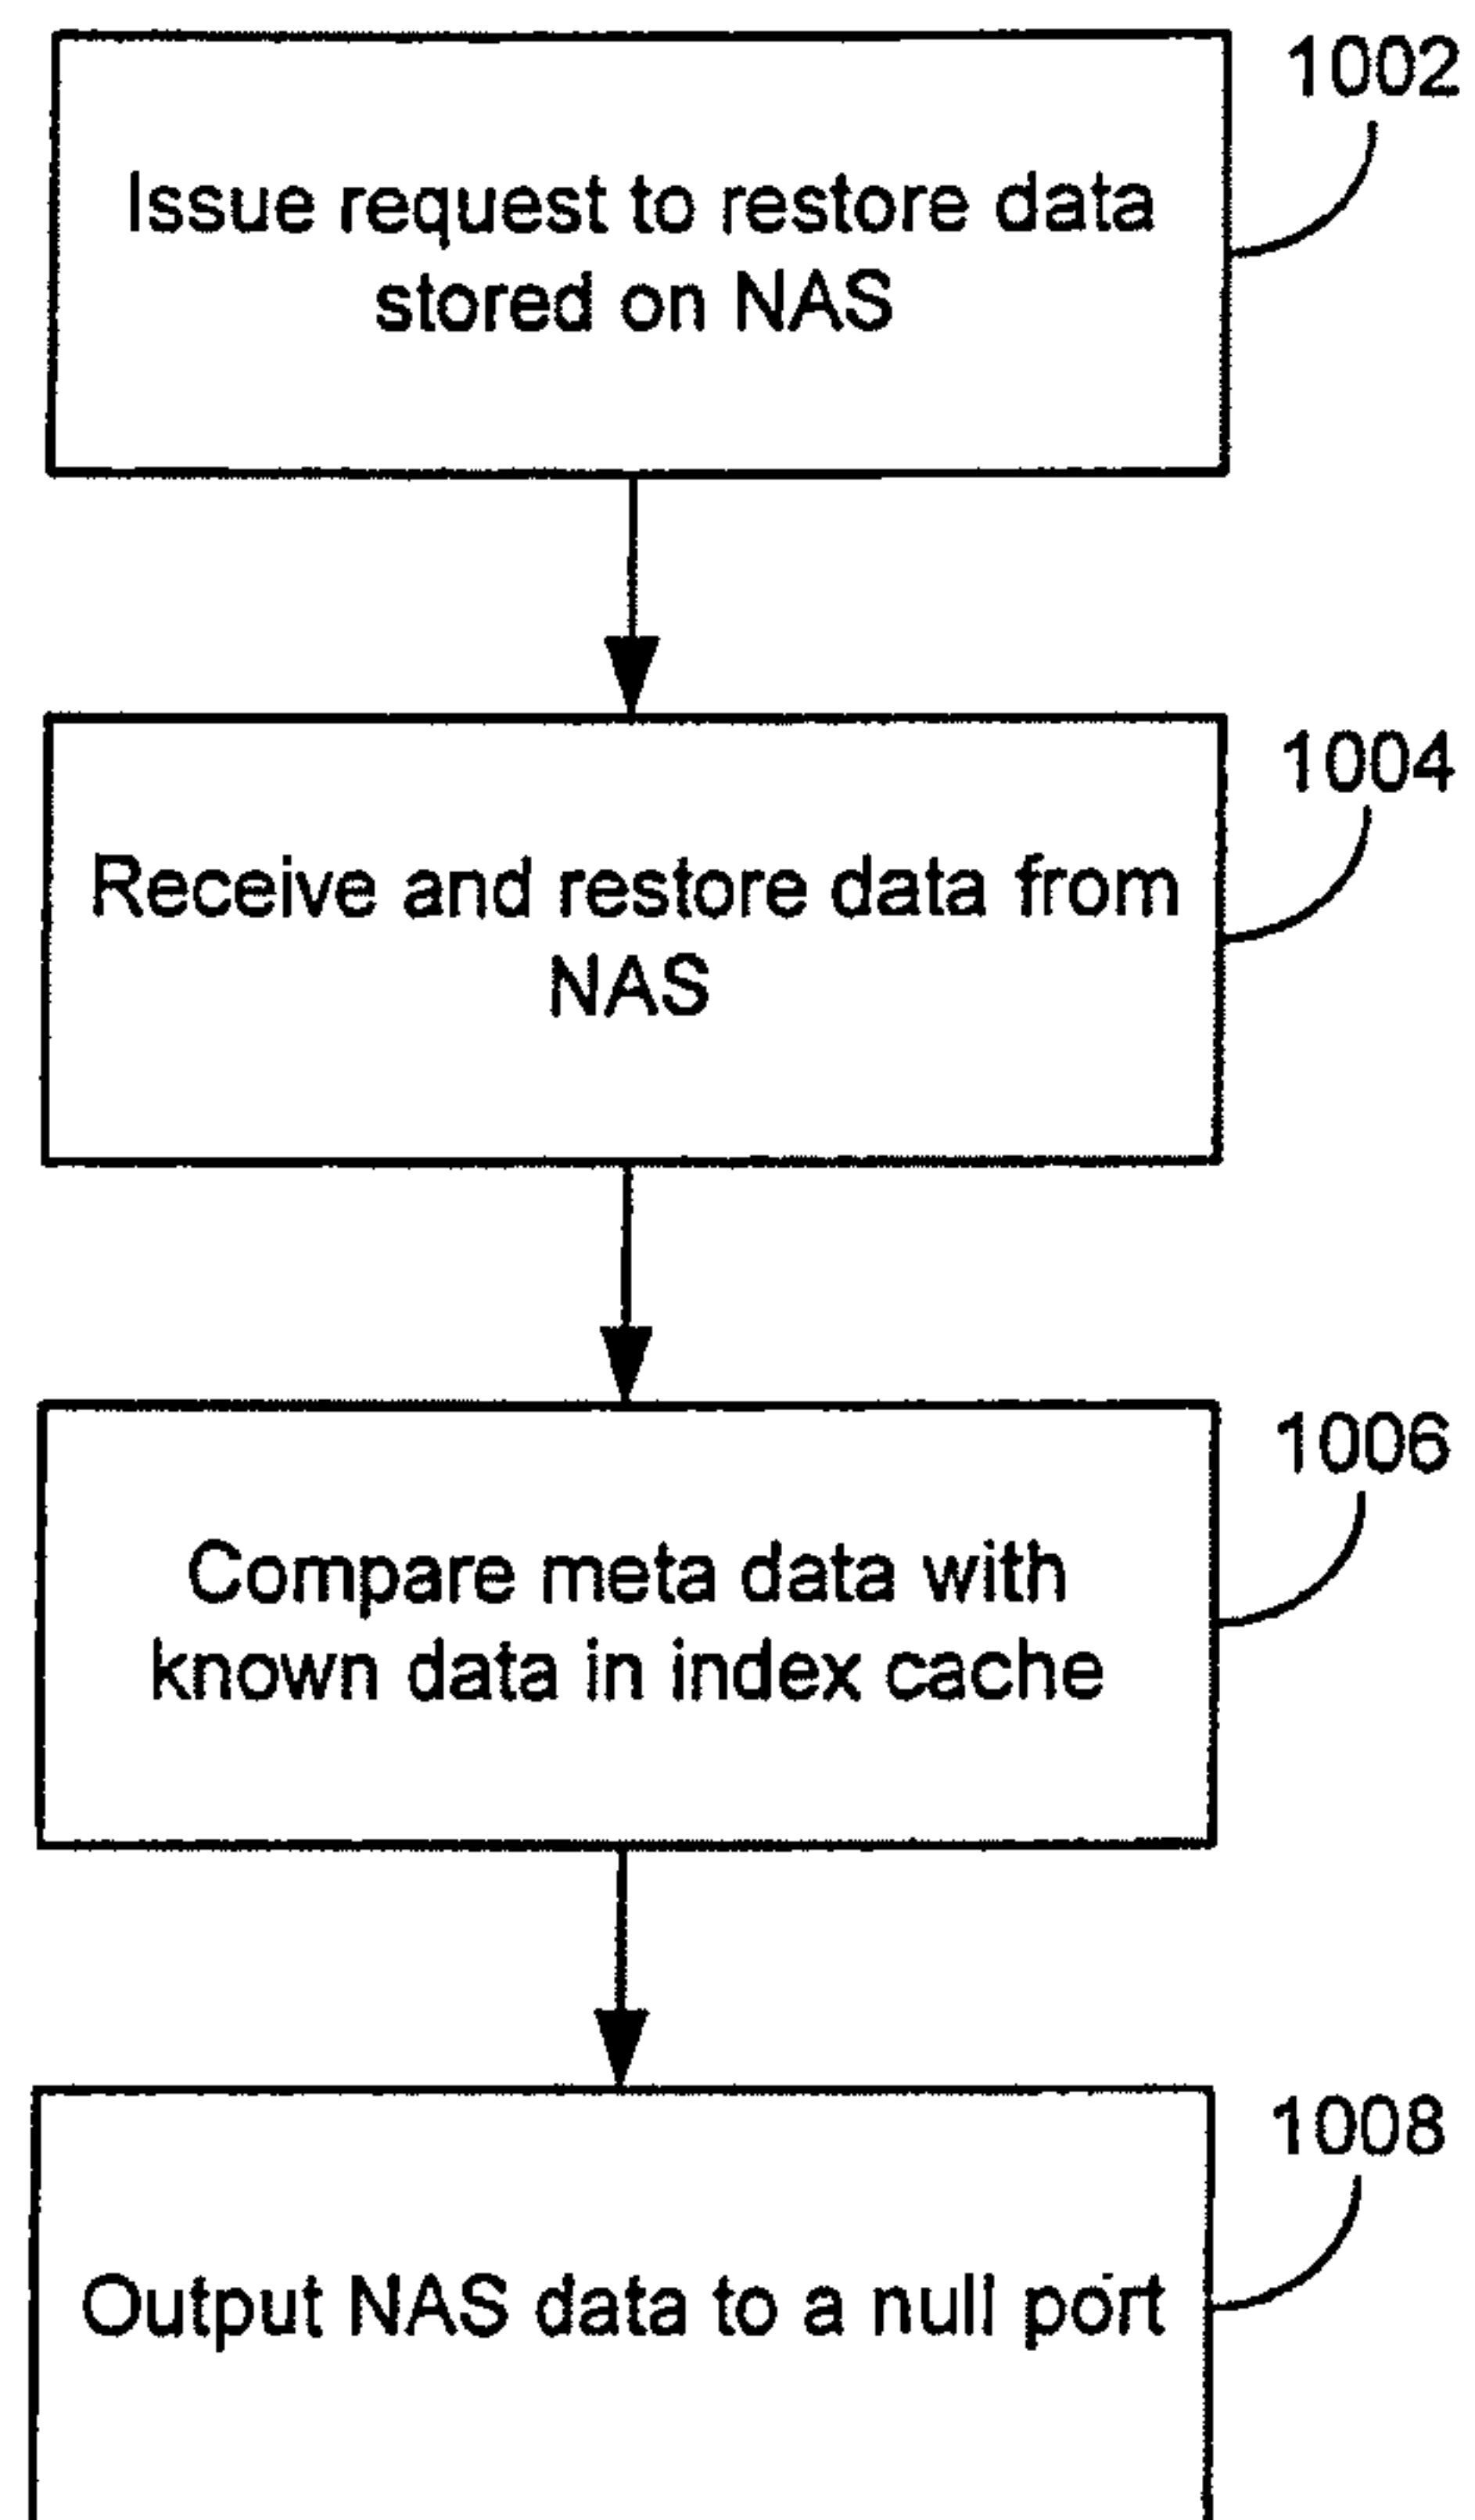 1002
Issue request to restore data
stored on NAS
1004
Receive and restore data from
NAS
1006
Compare meta data with
known data in index cache
1008
Output NAS data to a null port